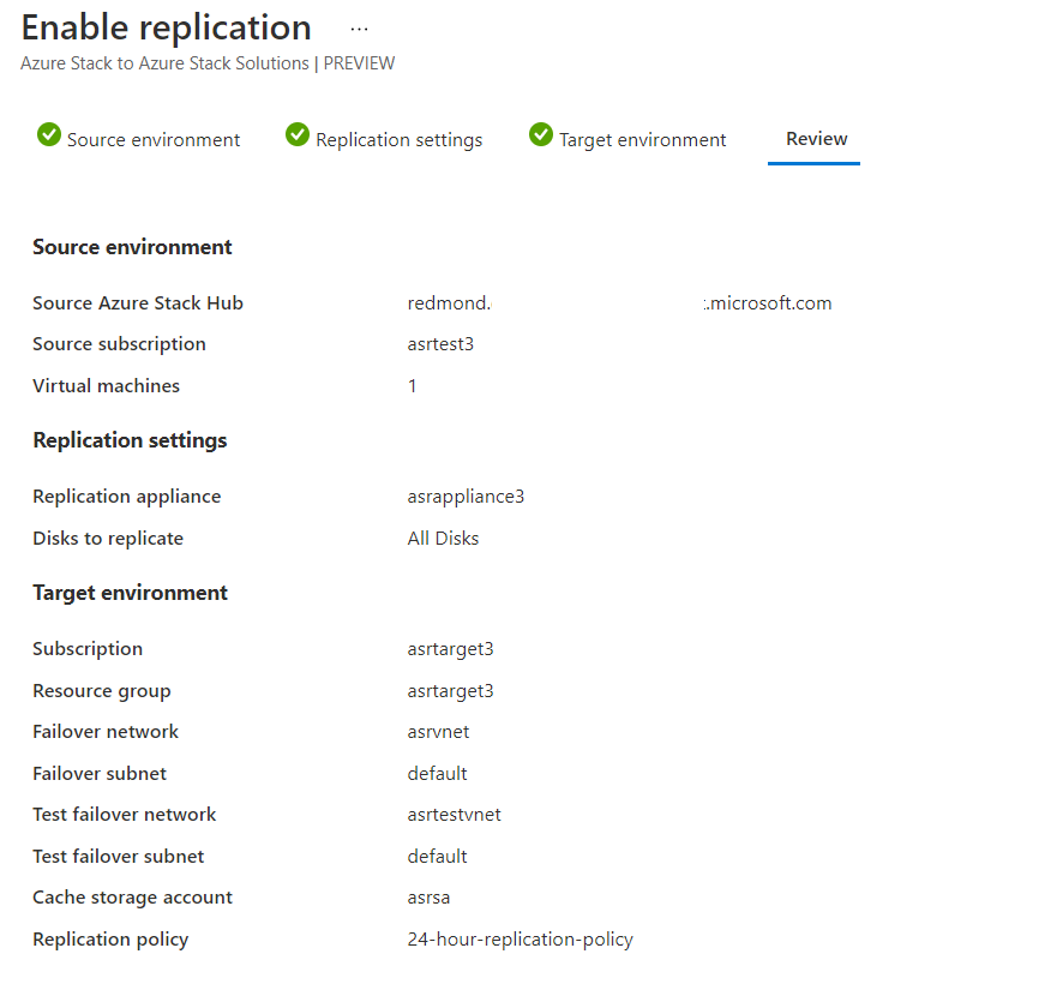 Enable replication ...
Azure Stack to Azure Stack Solutions | PREVIEW
Source environment Replication settings Target environment Review
Source environment
Source Azure Stack Hub redmond. .microsoft.com
Source subscription asrtest3
Virtual machines 1
Replication settings
Replication appliance asrappliance3
Disks to replicate All Disks
Target environment
Subscription asrtarget3
Resource group asrtarget3
Failover network asrvnet
Failover subnet default
Test failover network asrtestvnet
Test failover subnet default
Cache storage account asrsa
Replication policy 24-hour-replication-policy